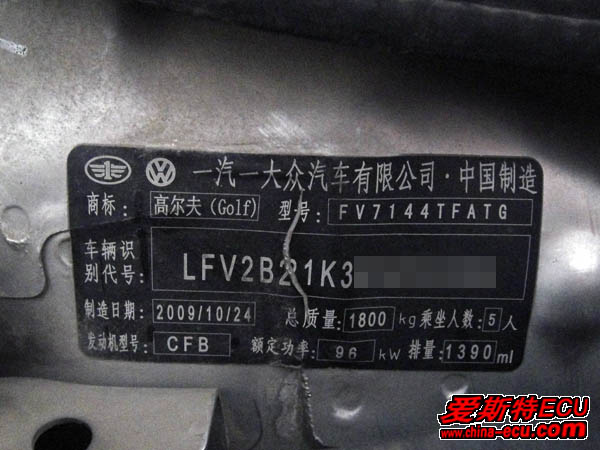 一汽一大众汽车有限公司·中国制造
商标: 高尔夫(Golf) 型号: FV7144TFATG
车辆识
别代号: LFV2B21K3
制造日期: 2009/10/24 总质量: 1800 kg 乘坐人数: 5 人
发动机型号: CFB 额定功率: 96 kW 排量: 1390 ml
爱斯特ECU
www.china-ecu.com